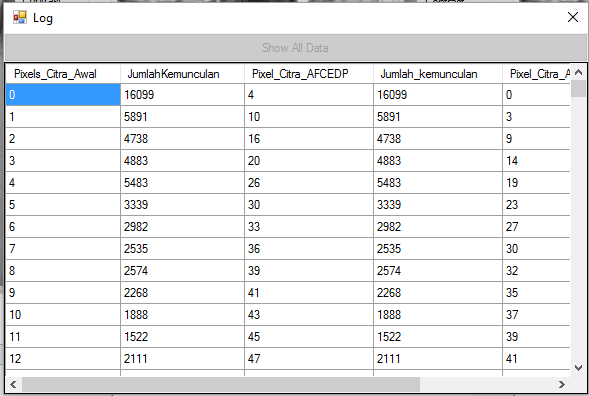 Log
Show All Data
Pixels_Citra_Awal JumlahKemunculan Pixel_Citra_AFCEDP Jumlah_kemunculan Pixel_Citra_A
0 16099 4 16099 0
1 5891 10 5891 3
2 4738 16 4738 9
3 4883 20 4883 14
4 5483 26 5483 19
5 3339 30 3339 23
6 2982 33 2982 27
7 2535 36 2535 30
8 2574 39 2574 32
9 2268 41 2268 35
10 1888 43 1888 37
11 1522 45 1522 39
12 2111 47 2111 41